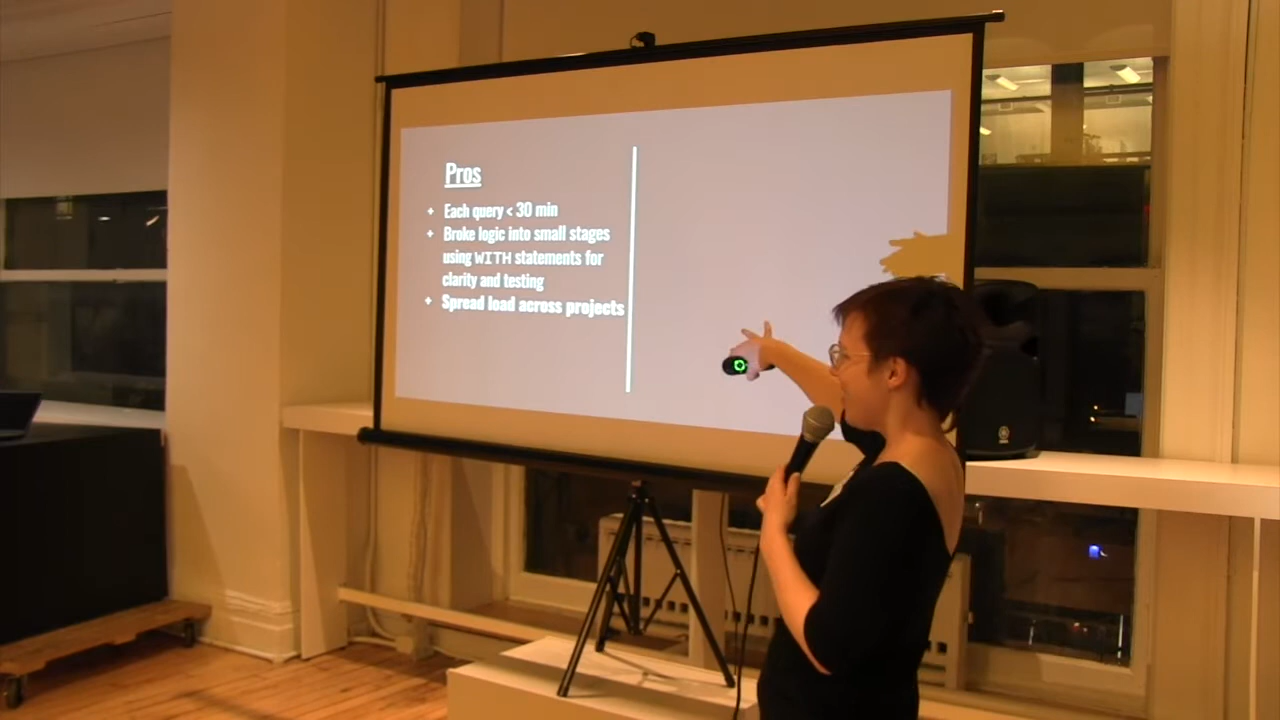 Pros
+ Each query < 30 min
+ Broke logic into small stages
using WITH statements for
clarity and testing
+ Spread load across projects